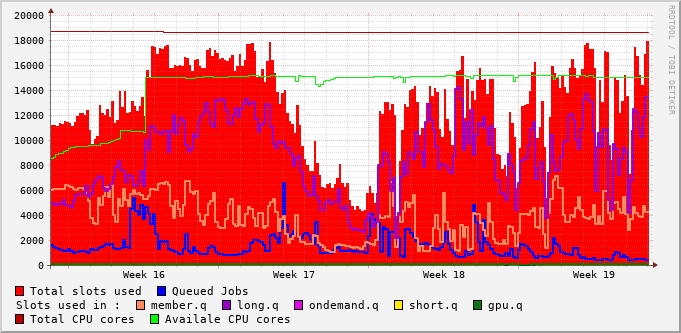 20000
18000
16000
14000
12000
10000
8000
6000
4000
2000
0
Week 16 Week 17 Week 18 Week 19
Total slots used Queued Jobs
Slots used in : member.q long.q ondemand.q short.q gpu.q
Total CPU cores Availale CPU cores
RRDTOOL / TOBI OETIKER